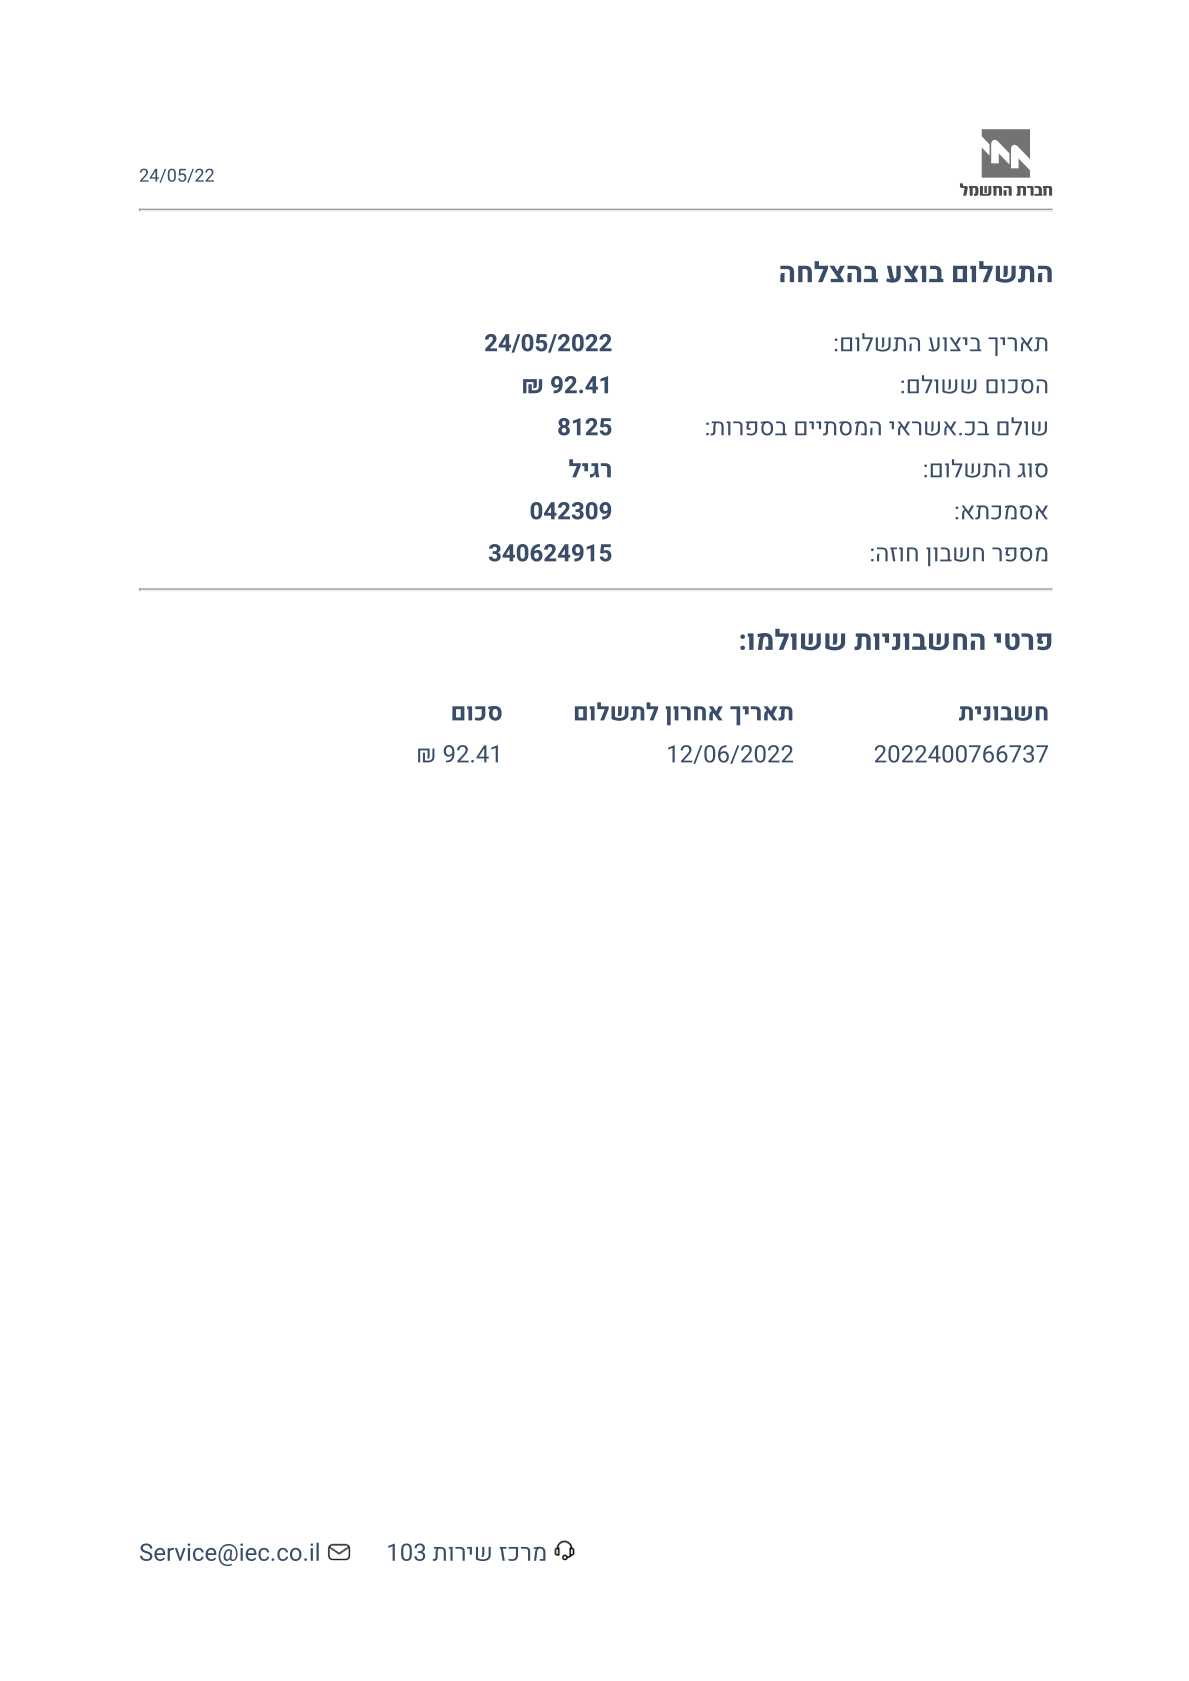 חברת החשמל
24/05/22
התשלום בוצע בהצלחה
תאריך ביצוע התשלום: 24/05/2022
הסכום ששולם: 92.41 ₪
שולם בכ.אשראי המסתיים בספרות: 8125
סוג התשלום: רגיל
אסמכתא: 042309
מספר חשבון חוזה: 340624915
פרטי החשבוניות ששולמו:
חשבונית תאריך אחרון לתשלום סכום
2022400766737 12/06/2022 92.41 ₪
מרכז שירות 103 Service@iec.co.il